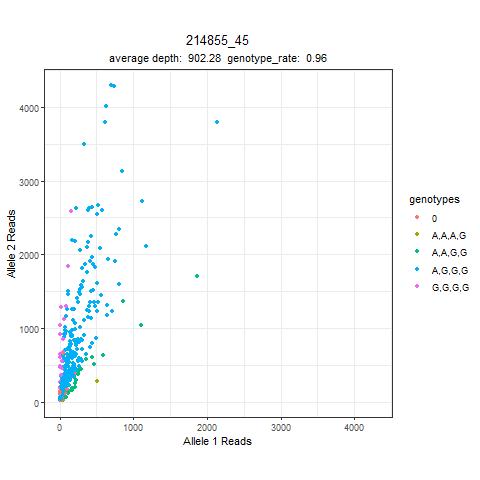 214855_45
average depth:  902.28  genotype_rate:  0.96
Allele 2 Reads
4000
3000
2000
1000
0
0 1000 2000 3000 4000
Allele 1 Reads
genotypes
0
A,A,A,G
A,A,G,G
A,G,G,G
G,G,G,G